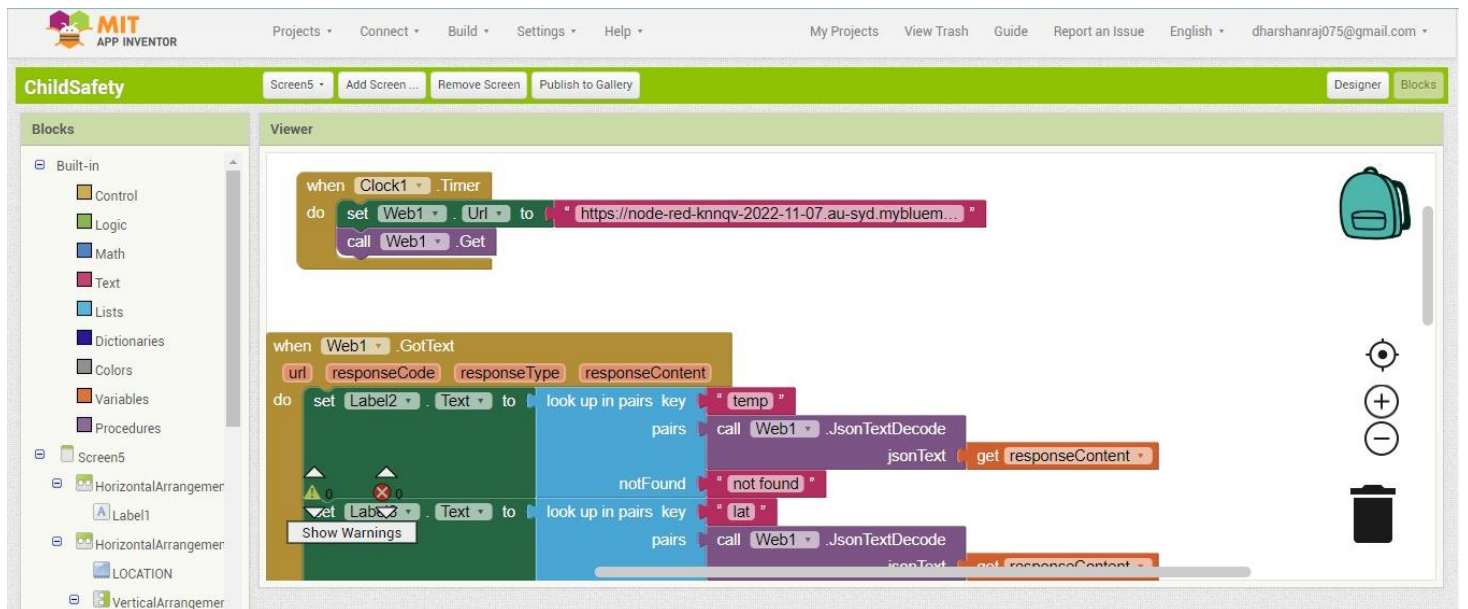 MIT
APP INVENTOR
Projects Connect Build Settings Help My Projects View Trash Guide Report an Issue English dharshanraj075@gmail.com
ChildSafety Screen5 Add Screen ... Remove Screen Publish to Gallery Designer Blocks
Blocks Viewer
Built-in
Control
Logic
Math
Text
Lists
Dictionaries
Colors
Variables
Procedures
Screen5
HorizontalArrangemer
Label1
HorizontalArrangemer
LOCATION
VerticalArrangemer
when Clock1 .Timer
do set Web1 . Url to " https://node-red-knnqv-2022-11-07.au-syd.mybluem... "
call Web1 .Get
when Web1 .GotText
url responseCode responseType responseContent
do set Label2 . Text to look up in pairs key " temp "
pairs call Web1 .JsonTextDecode
jsonText get responseContent
notFound " not found "
0 0
. Text to look up in pairs key " lat "
Show Warnings
pairs call Web1 .JsonTextDecode
jsonText get responseContent